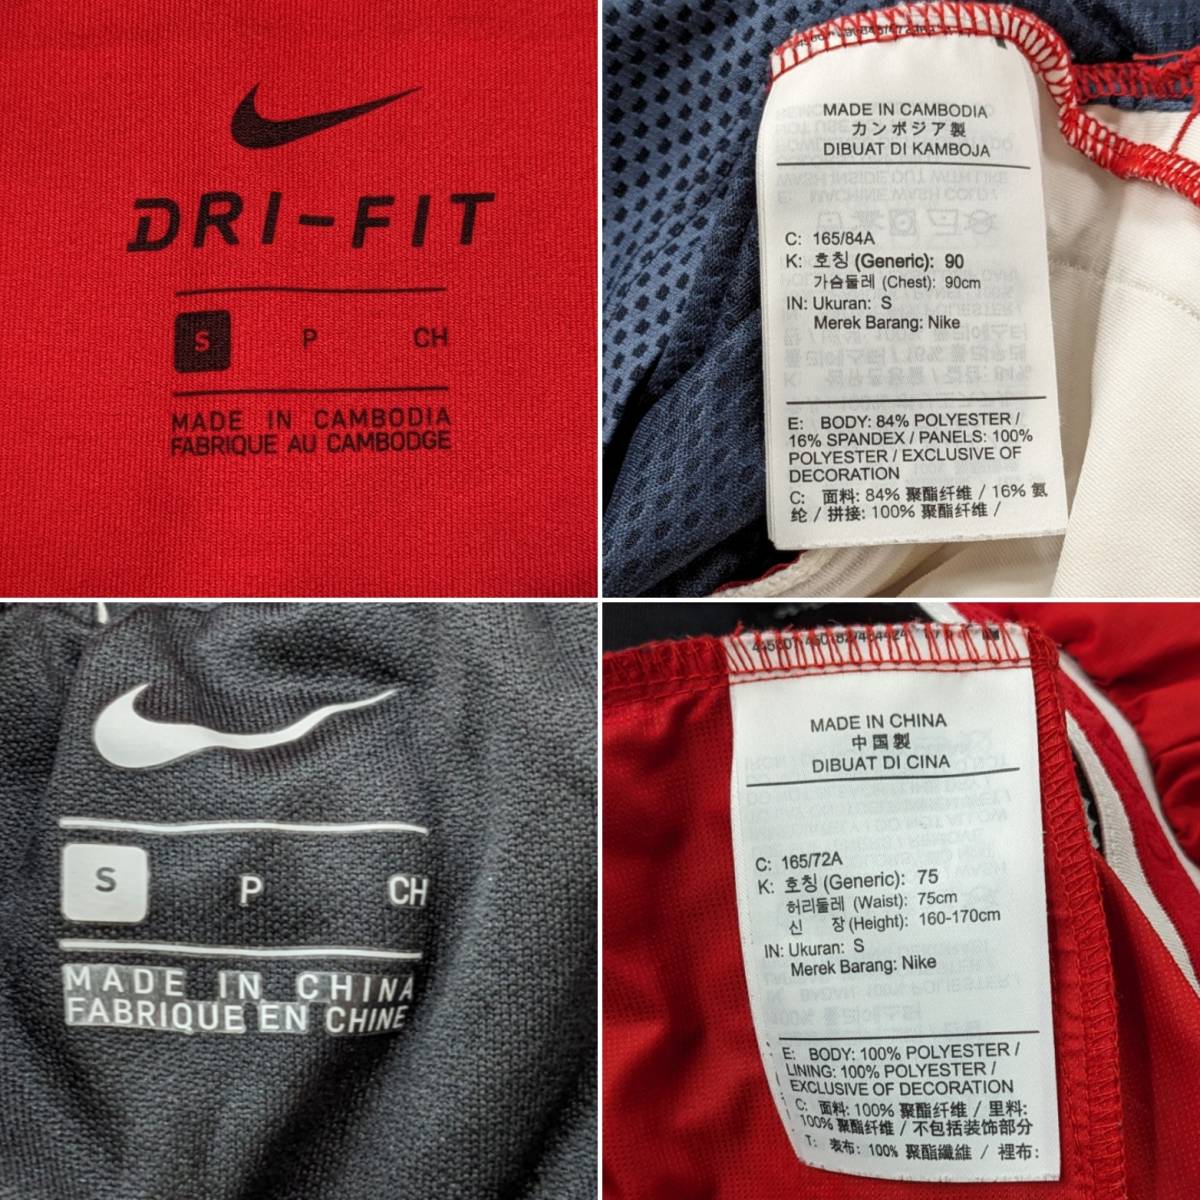 DRI-FIT
S P CH
MADE IN CAMBODIA
FABRIQUE AU CAMBODGE
MADE IN CAMBODIA
カンボジア製
DIBUAT DI KAMBOJA
C: 165/84A
K: 호칭 (Generic): 90
가슴둘레 (Chest): 90cm
IN: Ukuran: S
Merek Barang: Nike
E: BODY: 84% POLYESTER /
16% SPANDEX / PANELS: 100%
POLYESTER / EXCLUSIVE OF
DECORATION
C: 面料: 84% 聚酯纤维 / 16% 氨
纶 / 拼接: 100% 聚酯纤维 /
S P CH
MADE IN CHINA
FABRIQUE EN CHINE
MADE IN CHINA
中国製
DIBUAT DI CINA
C: 165/72A
K: 호칭 (Generic): 75
허리둘레 (Waist): 75cm
신 장 (Height): 160-170cm
IN: Ukuran: S
Merek Barang: Nike
E: BODY: 100% POLYESTER /
LINING: 100% POLYESTER /
EXCLUSIVE OF DECORATION
C: 面料: 100% 聚酯纤维 / 里料:
100% 聚酯纤维 / 不包括装饰部分
T: 表布: 100% 聚酯纖維 / 裡布: